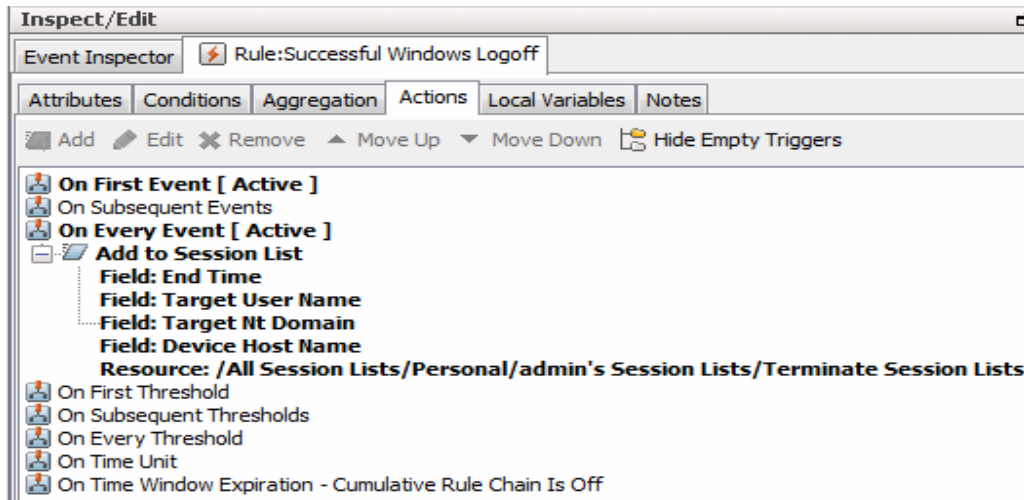 Inspect/Edit
Event Inspector Rule:Successful Windows Logoff
Attributes Conditions Aggregation Actions Local Variables Notes
Add Edit Remove Move Up Move Down Hide Empty Triggers
On First Event [ Active ]
On Subsequent Events
On Every Event [ Active ]
Add to Session List
Field: End Time
Field: Target User Name
Field: Target Nt Domain
Field: Device Host Name
Resource: /All Session Lists/Personal/admin's Session Lists/Terminate Session Lists
On First Threshold
On Subsequent Thresholds
On Every Threshold
On Time Unit
On Time Window Expiration - Cumulative Rule Chain Is Off